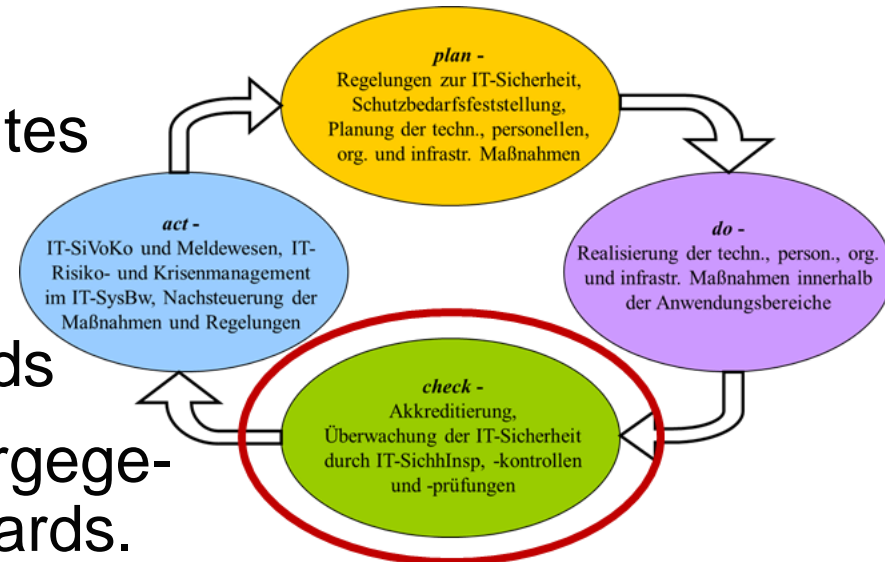 plan -
Regelungen zur IT-Sicherheit,
Schutzbedarfsfeststellung,
Planung der techn., personellen,
org. und infrastr. Maßnahmen
tes
act -
IT-SiVoKo und Meldewesen, IT-
Risiko- und Krisenmanagement
im IT-SysBw, Nachsteuerung der
Maßnahmen und Regelungen
do -
Realisierung der techn., person., org.
und infrastr. Maßnahmen innerhalb
der Anwendungsbereiche
ds
check -
Akkreditierung,
Überwachung der IT-Sicherheit
durch IT-SichhInsp, -kontrollen
und -prüfungen
rgege-
ards.